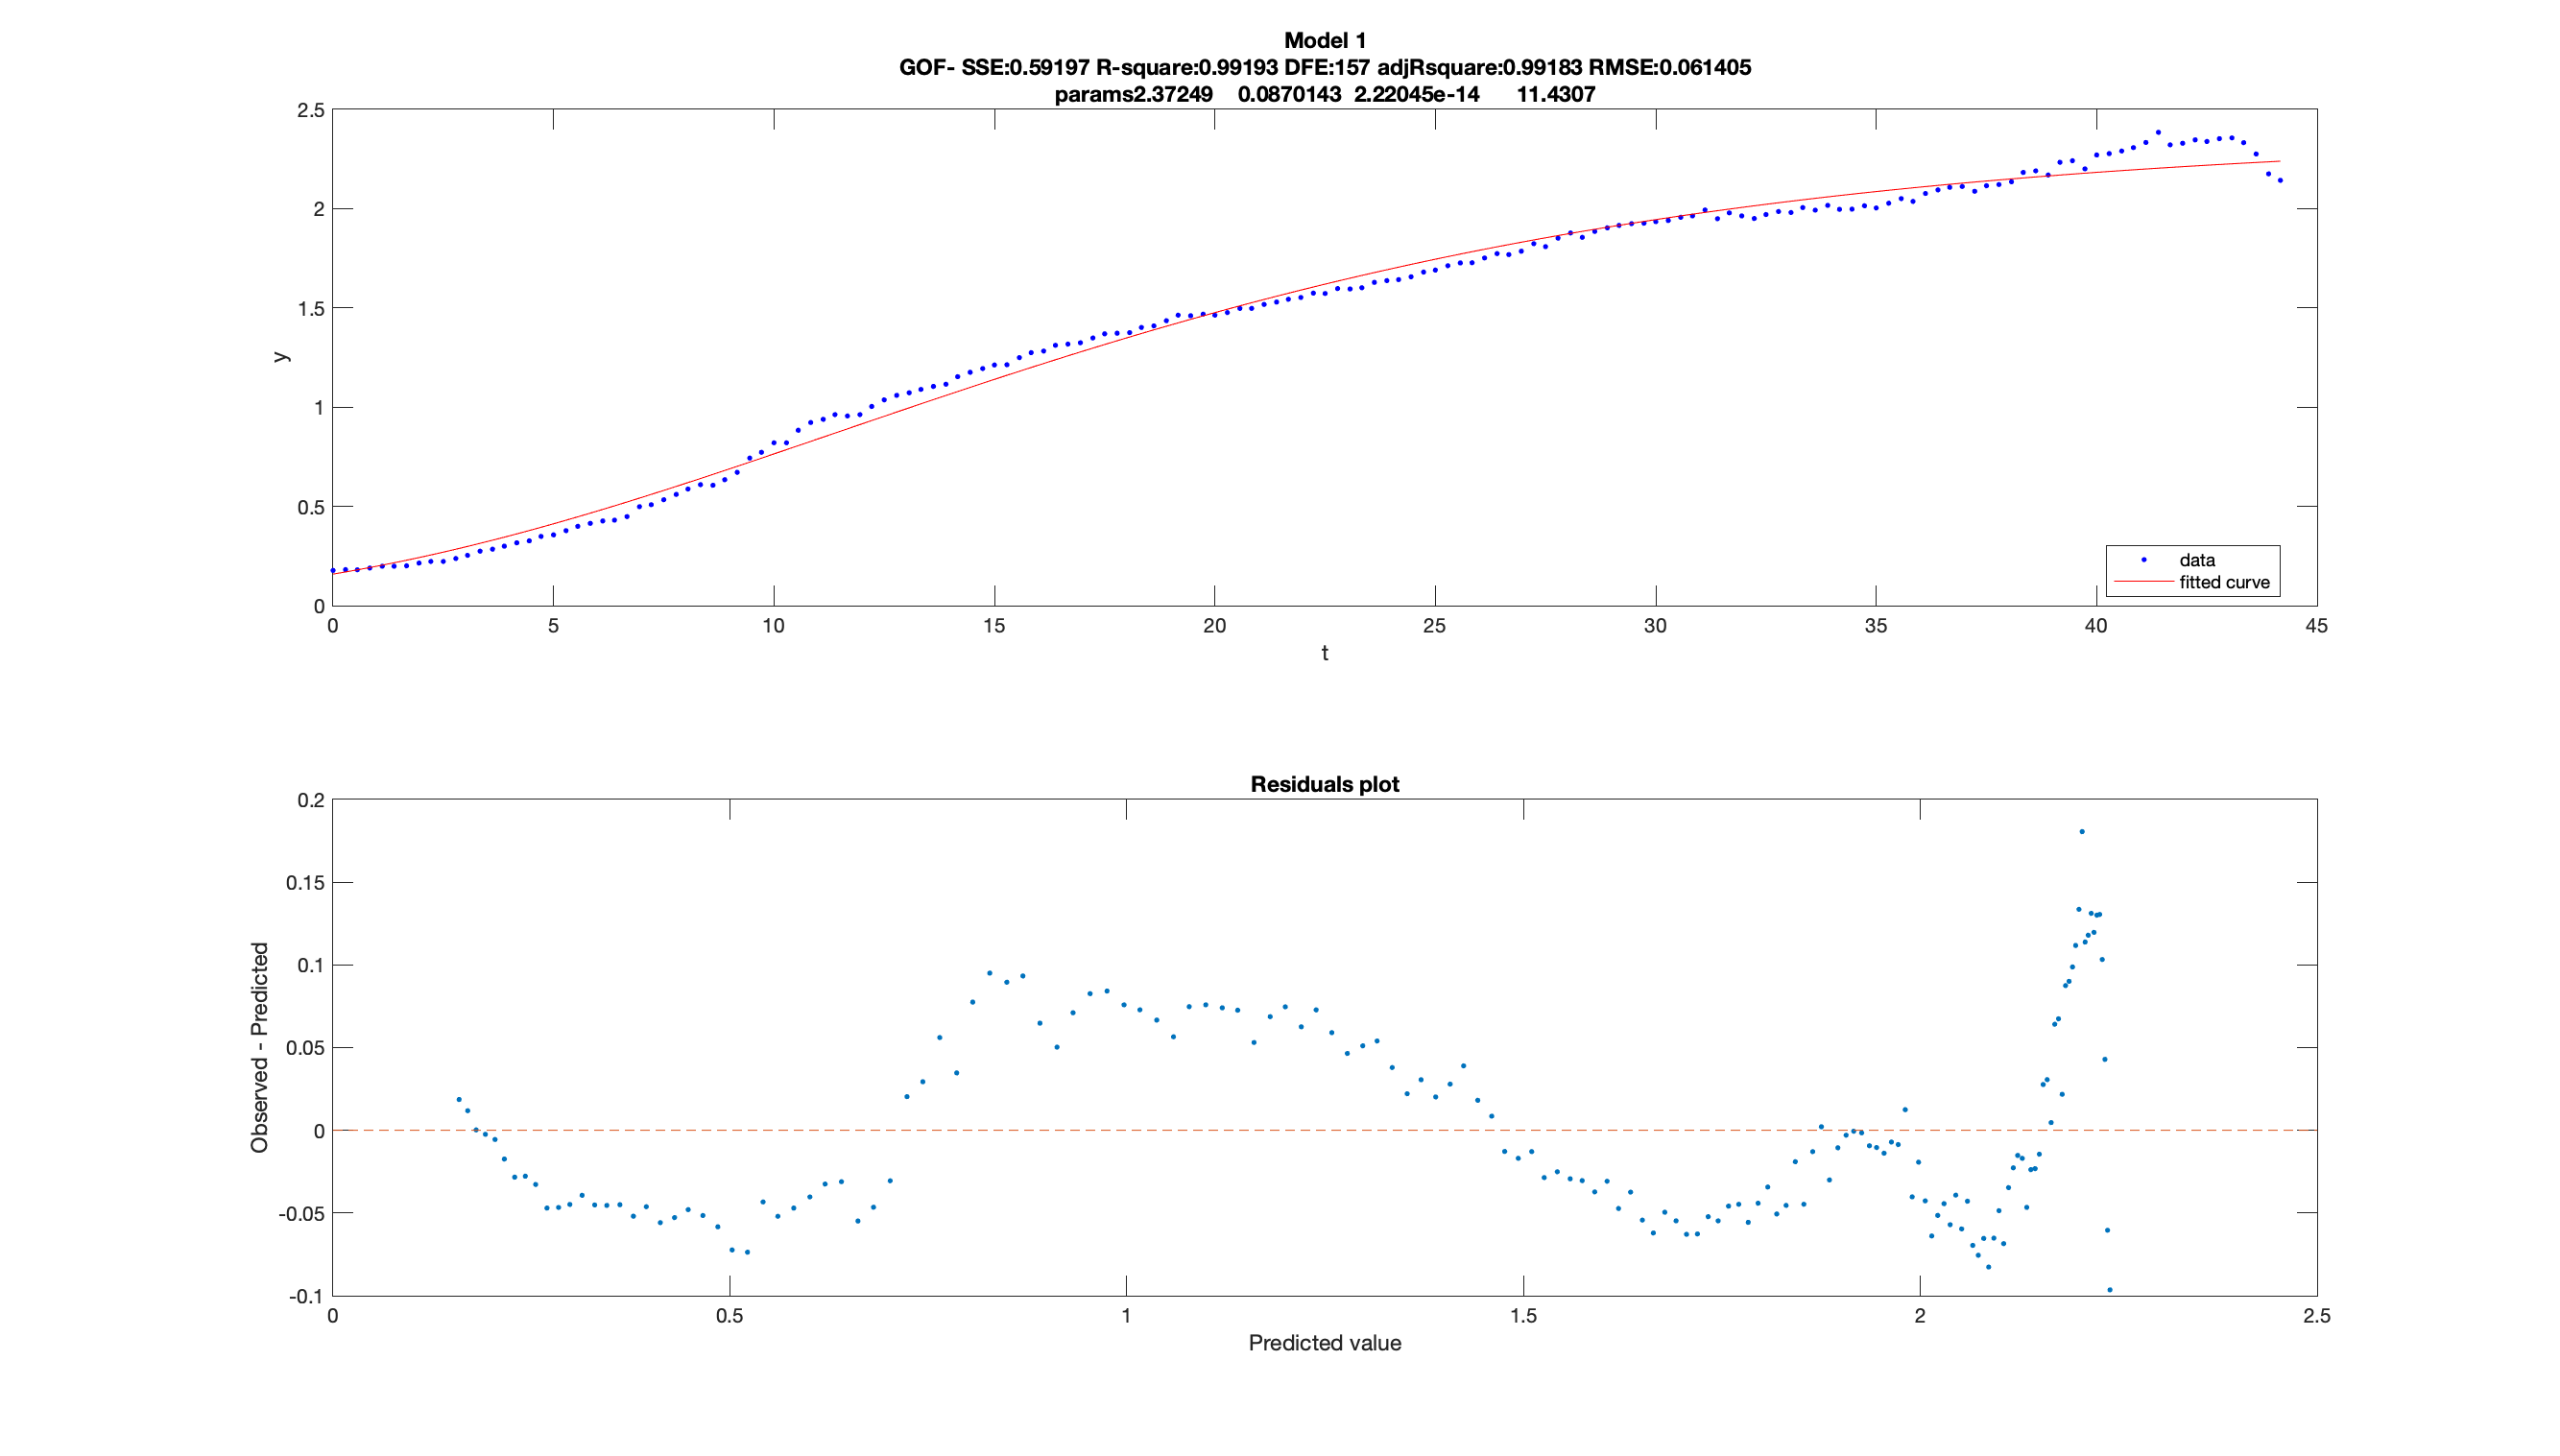 Model 1
GOF- SSE:0.59197 R-square:0.99193 DFE:157 adjRsquare:0.99183 RMSE:0.061405
params2.37249 0.0870143 2.22045e-14 11.4307
2.5
2
1.5
1
0.5
0
y
data
fitted curve
0 5 10 15 20 25 30 35 40 45
t
Residuals plot
0.2
0.15
0.1
0.05
0
-0.05
-0.1
Observed - Predicted
0 0.5 1 1.5 2 2.5
Predicted value